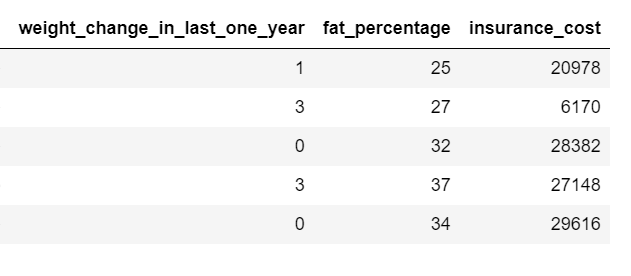 weight_change_in_last_one_year fat_percentage insurance_cost
1 25 20978
3 27 6170
0 32 28382
3 37 27148
0 34 29616